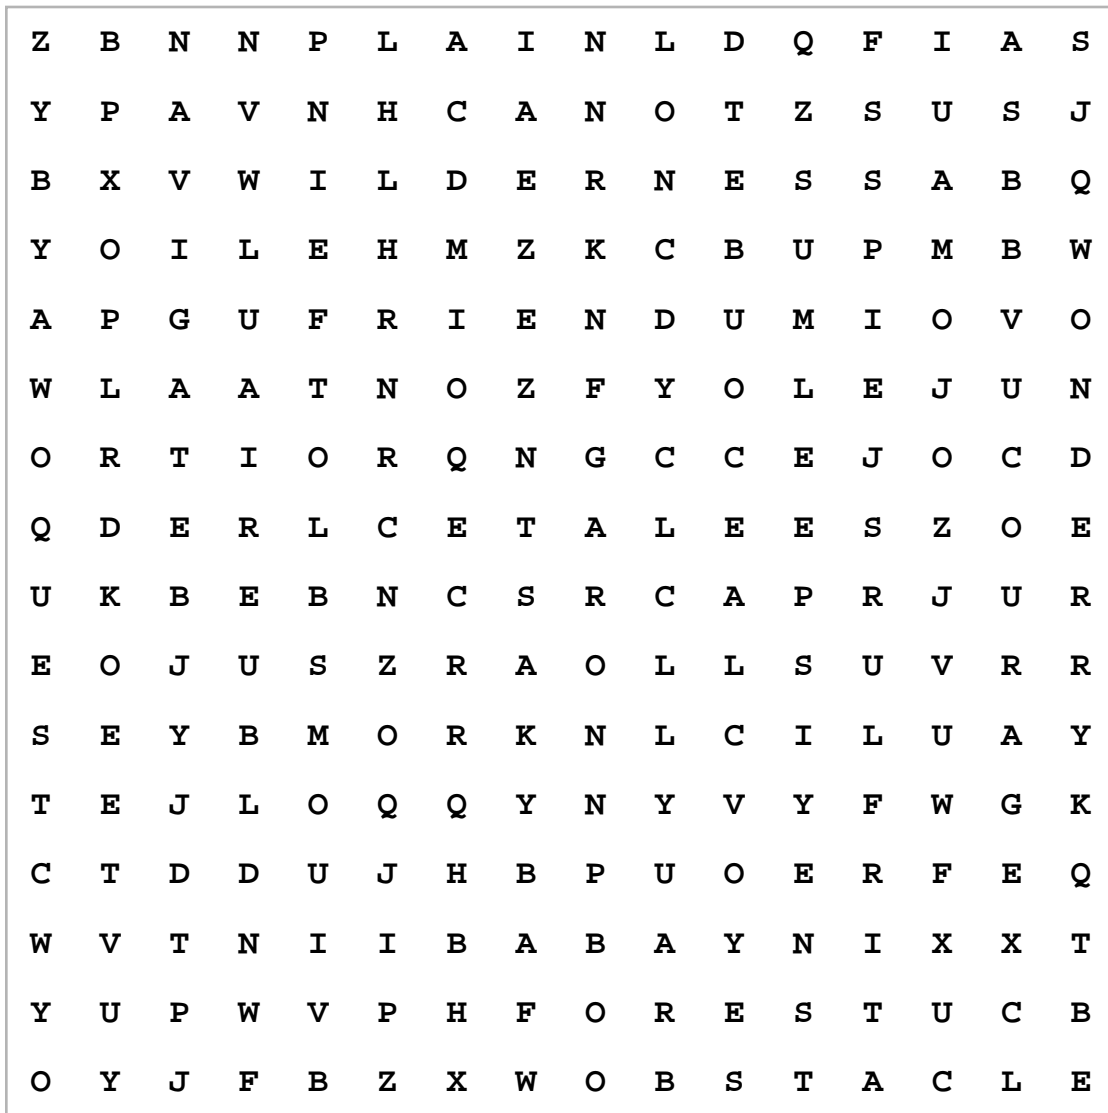 Z B N N P L A I N L D Q F I A S
Y P A V N H C A N O T Z S U S J
B X V W I L D E R N E S S A B Q
Y O I L E H M Z K C B U P M B W
A P G U F R I E N D U M I O V O
W L A A T N O Z F Y O L E J U N
O R T I O R Q N G C C E J O C D
Q D E R L C E T A L E E S Z O E
U K B E B N C S R C A P R J U R
E O J U S Z R A O L L S U V R R
S E Y B M O R K N L C I L U A Y
T E J L O Q Q Y N Y V Y F W G K
C T D D U J H B P U O E R F E Q
W V T N I I B A B A Y N I X X T
Y U P W V P H F O R E S T U C B
O Y J F B Z X W O B S T A C L E